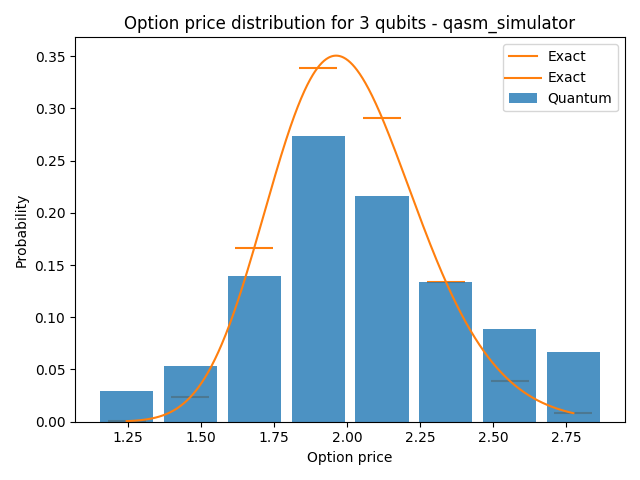 Option price distribution for 3 qubits - qasm_simulator
Exact
Exact
Quantum
Probability
0.35
0.30
0.25
0.20
0.15
0.10
0.05
0.00
1.25 1.50 1.75 2.00 2.25 2.50 2.75
Option price